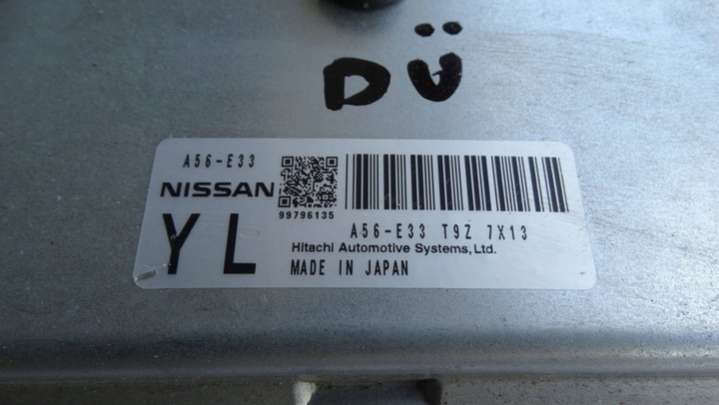 DÜ
A56-E33
NISSAN
99796135
YL
A56-E33 T9Z 7X13
Hitachi Automotive Systems, Ltd.
MADE IN JAPAN